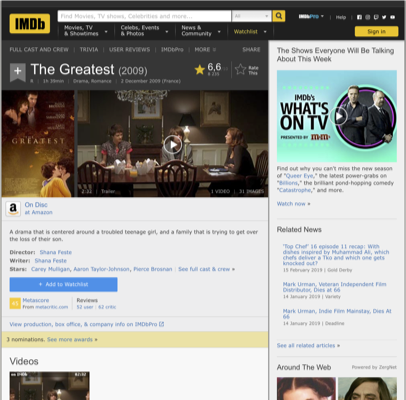 IMDb
Find Movies, TV shows, Celebrities and more...
All
IMDbPro
Help
Movies, TV
& Showtimes
Celebs, Events
& Photos
News &
Community
Watchlist
Sign in
FULL CAST AND CREW | TRIVIA | USER REVIEWS | IMDbPro | MORE
SHARE
The Greatest (2009)
6,6
Rate
This
R | 1h 39min | Drama, Romance | 2 December 2009 (France)
GREATEST
2:31 | Trailer
1 VIDEO | 31 IMAGES
On Disc
at Amazon
A drama that is centered around a troubled teenage girl, and a family that is trying to get over
the loss of their son.
Director: Shana Feste
Writer: Shana Feste
Stars: Carey Mulligan, Aaron Taylor-Johnson, Pierce Brosnan | See full cast & crew »
+ Add to Watchlist
Metascore
From metacritic.com
Reviews
52 user | 62 critic
View production, box office, & company info on IMDbPro
3 nominations. See more awards »
Videos
The Shows Everyone Will Be Talking
About This Week
IMDb's
WHAT'S
ON TV
PRESENTED BY m&m's
Find out why you can't miss the new season
of "Queer Eye," the latest power-grabs on
"Billions," the brilliant pond-hopping comedy
"Catastrophe," and more.
Watch now »
Related News
'Top Chef' 16 episode 11 recap: With
dishes inspired by Muhammad Ali, which
chefs deliver a Tko and which one gets
knocked out?
15 February 2019 | Gold Derby
Mark Urman, Veteran Independent Film
Distributor, Dies at 66
14 January 2019 | Variety
Mark Urman, Indie Film Mainstay, Dies
At 66
14 January 2019 | Deadline
See all related articles »
Around The Web
Powered by ZergNet